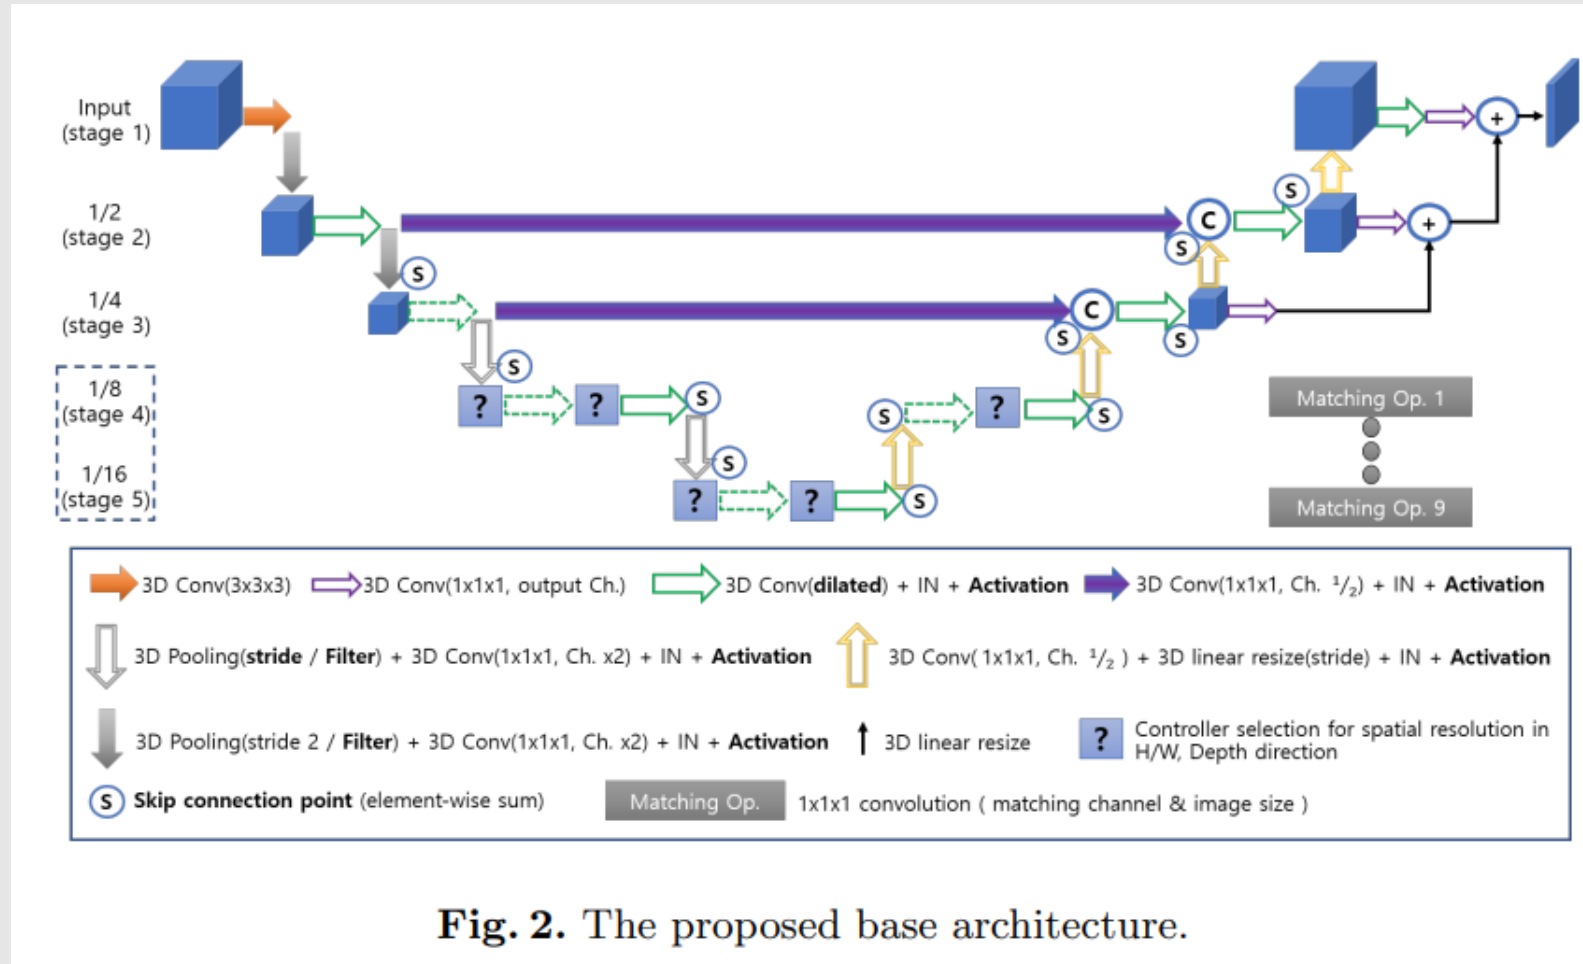 Input
(stage 1)
1/2
(stage 2)
1/4
(stage 3)
1/8
(stage 4)
1/16
(stage 5)
+
C
S
+
S
S
C
S
S
S
?
?
S
S
?
S
S
?
?
S
Matching Op. 1
Matching Op. 9
3D Conv(3x3x3)
3D Conv(1x1x1, output Ch.)
3D Conv(dilated) + IN + Activation
3D Conv(1x1x1, Ch. 1/2) + IN + Activation
3D Pooling(stride / Filter) + 3D Conv(1x1x1, Ch. x2) + IN + Activation
3D Conv( 1x1x1, Ch. 1/2 ) + 3D linear resize(stride) + IN + Activation
3D Pooling(stride 2 / Filter) + 3D Conv(1x1x1, Ch. x2) + IN + Activation
3D linear resize
?
Controller selection for spatial resolution in
H/W, Depth direction
S
Skip connection point (element-wise sum)
Matching Op.
1x1x1 convolution ( matching channel & image size )
Fig. 2. The proposed base architecture.